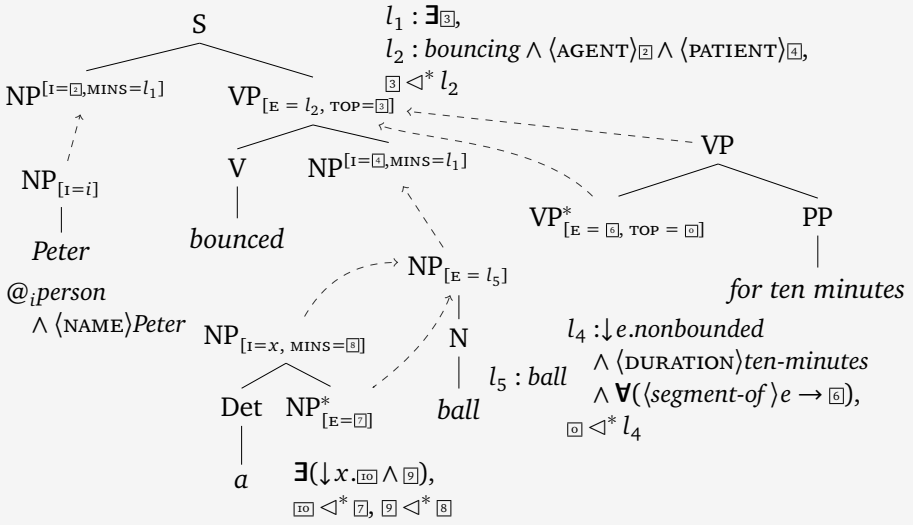 S
l₁ : ∃[3],
l₂ : bouncing ∧ ⟨AGENT⟩[2] ∧ ⟨PATIENT⟩[4],
[3] ◁* l₂
NP[I=[2],MINS=l₁]
VP[E = l₂, TOP=[3]]
VP
NP[I=i]
V
NP[I=[4],MINS=l₁]
VP*[E = [6], TOP = [0]]
PP
Peter
bounced
for ten minutes
@ᵢperson
∧ ⟨NAME⟩Peter
NP[E = l₅]
NP[I=x, MINS=[8]]
N
l₄ :↓e.nonbounded
∧ ⟨DURATION⟩ten-minutes
∧ ∀(⟨segment-of ⟩e → [6]),
[0] ◁* l₄
l₅ : ball
Det
NP*[E=[7]]
ball
a
∃(↓x.[10] ∧ [9]),
[10] ◁* [7], [9] ◁* [8]